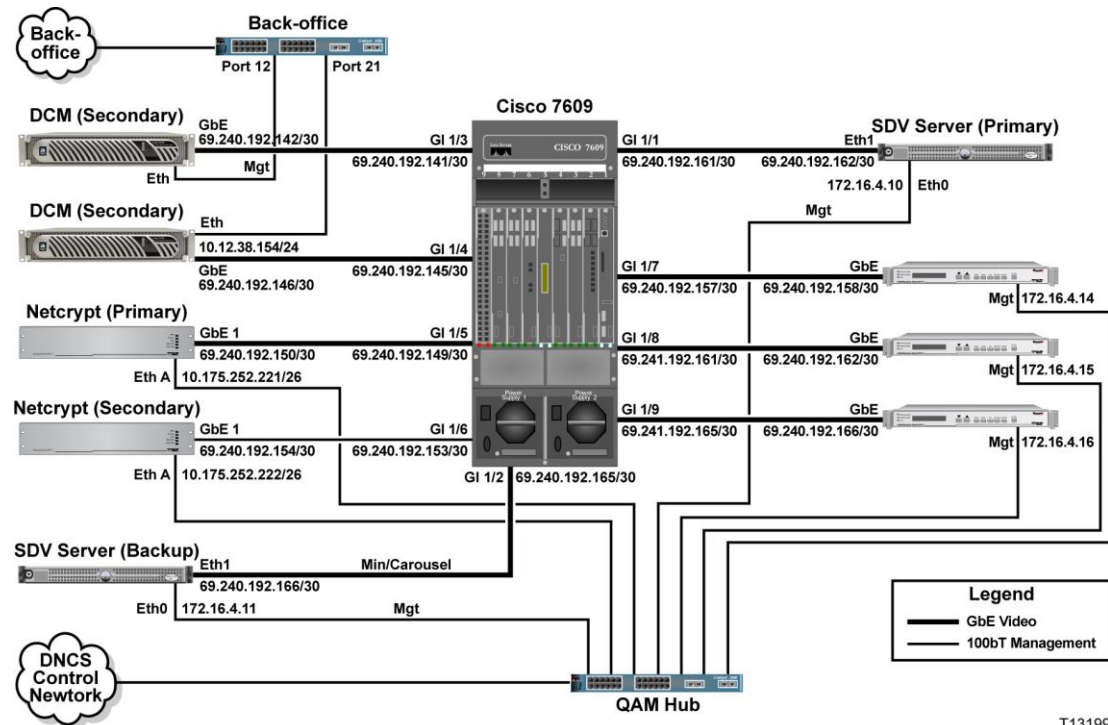 Back-
office
Back-office
Port 12
Port 21
DCM (Secondary)
GbE
69.240.192.142/30
Eth
Mgt
GI 1/3
69.240.192.141/30
Cisco 7609
CISCO 7609
GI 1/1
69.240.192.161/30
Eth1
69.240.192.162/30
SDV Server (Primary)
172.16.4.10
Eth0
Mgt
DCM (Secondary)
Eth
10.12.38.154/24
GbE
69.240.192.146/30
GI 1/4
69.240.192.145/30
GI 1/7
69.240.192.157/30
GbE
69.240.192.158/30
Mgt
172.16.4.14
Netcrypt (Primary)
GbE 1
69.240.192.150/30
Eth A
10.175.252.221/26
GI 1/5
69.240.192.149/30
GI 1/8
69.241.192.161/30
GbE
69.240.192.162/30
Mgt
172.16.4.15
Netcrypt (Secondary)
GbE 1
69.240.192.154/30
Eth A
10.175.252.222/26
GI 1/6
69.240.192.153/30
Power
Supply 1
Power
Supply 2
GI 1/9
69.241.192.165/30
GbE
69.240.192.166/30
Mgt
172.16.4.16
GI 1/2
69.240.192.165/30
SDV Server (Backup)
Eth1
Min/Carousel
69.240.192.166/30
Eth0
172.16.4.11
Mgt
DNCS
Control
Newtork
QAM Hub
Legend
GbE Video
100bT Management
T13199